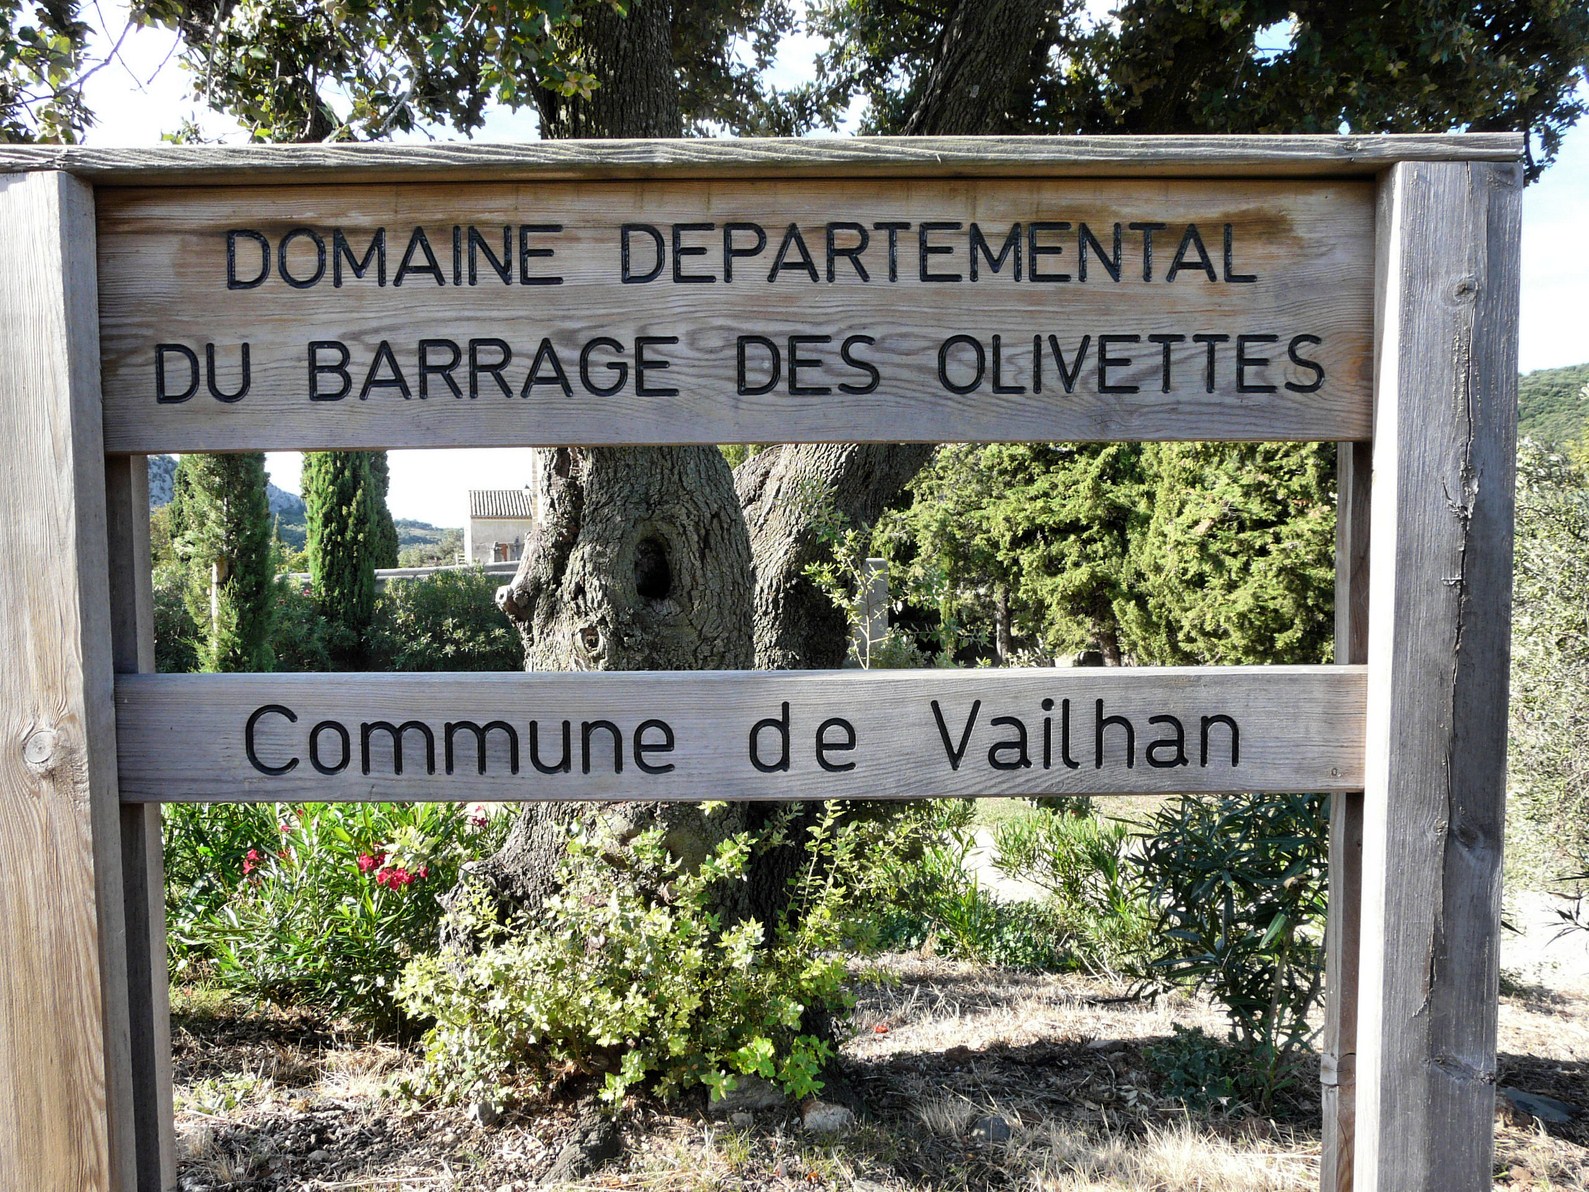 DOMAINE DEPARTEMENTAL
DU BARRAGE DES OLIVETTES
Commune de Vailhan